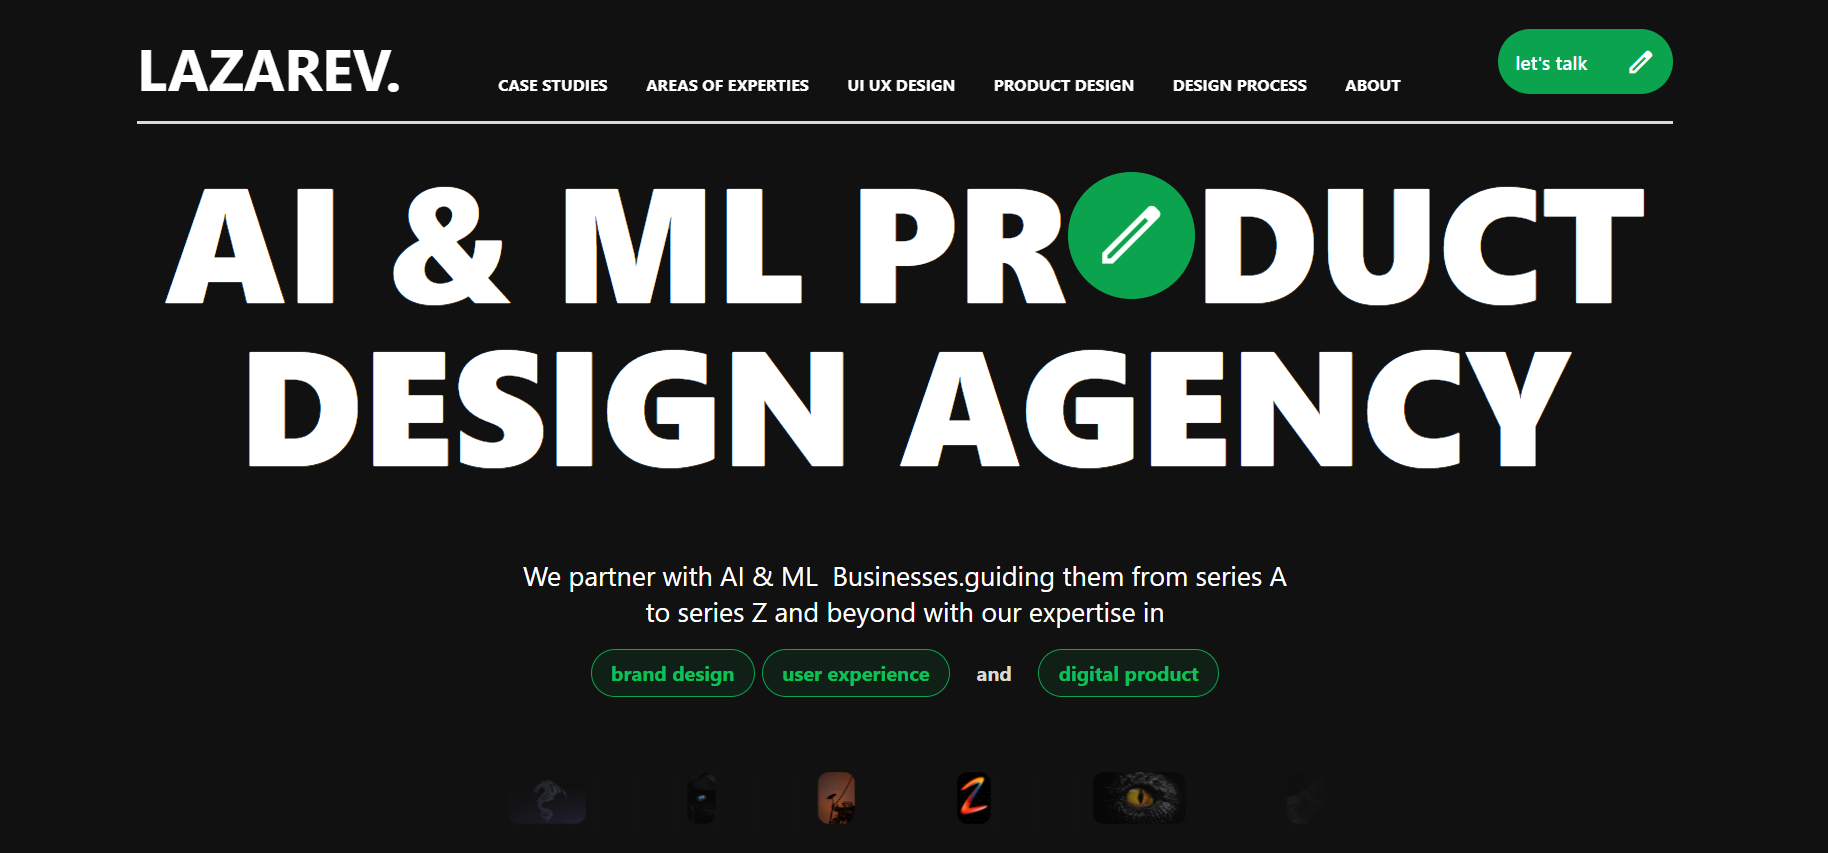 LAZAREV.
CASE STUDIES AREAS OF EXPERTIES UI UX DESIGN PRODUCT DESIGN DESIGN PROCESS ABOUT
let's talk
AI & ML PRDUCT
DESIGN AGENCY
We partner with AI & ML  Businesses.guiding them from series A
to series Z and beyond with our expertise in
brand design user experience and digital product